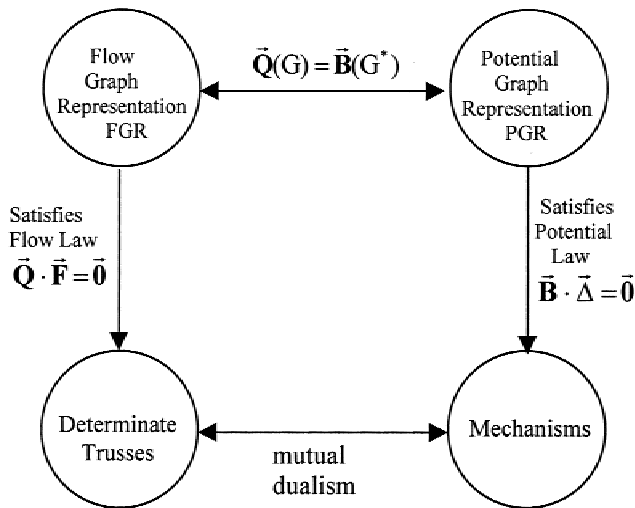 Flow
Graph
Representation
FGR
Q⃗(G) = B⃗(G*)
Potential
Graph
Representation
PGR
Satisfies
Flow Law
Q⃗ · F⃗ = 0⃗
Satisfies
Potential
Law
B⃗ · Δ⃗ = 0⃗
Determinate
Trusses
mutual
dualism
Mechanisms